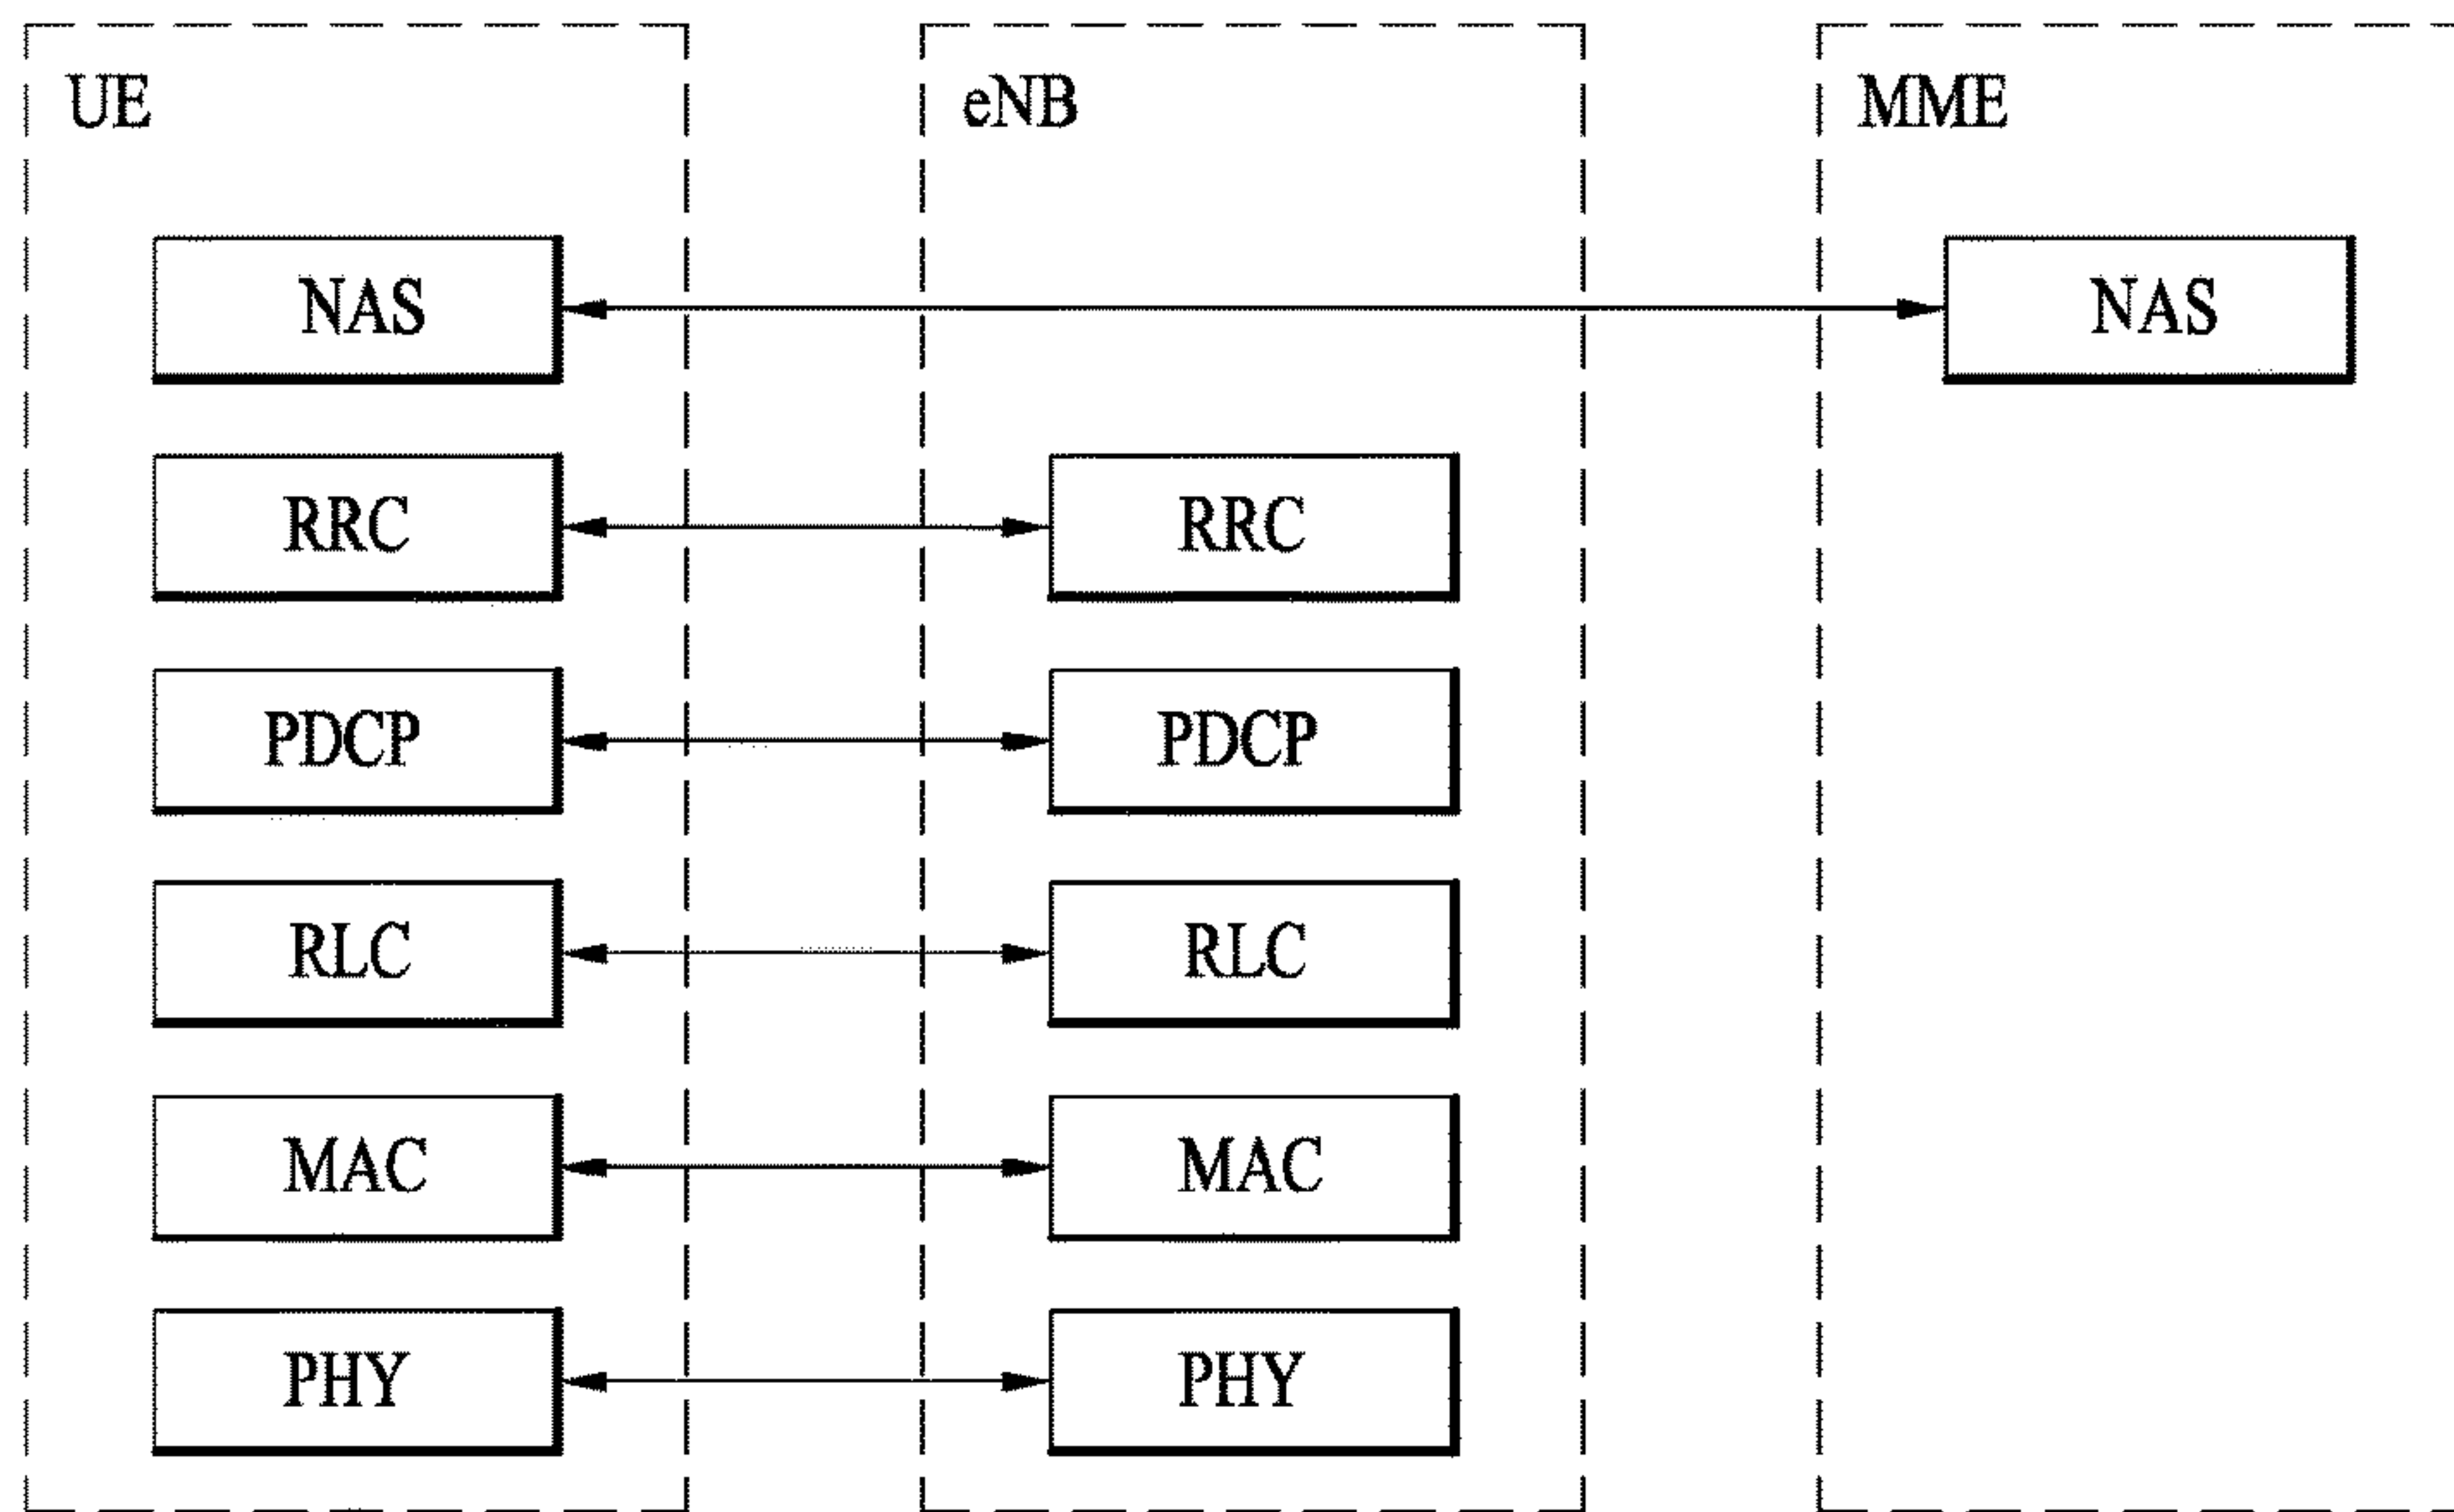 UE eNB MME
NAS NAS
RRC RRC
PDCP PDCP
RLC RLC
MAC MAC
PHY PHY